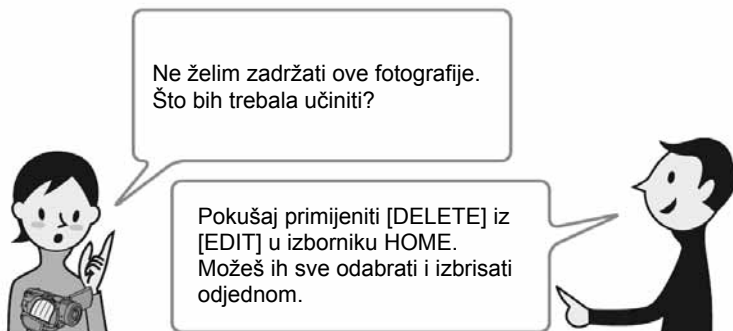 Ne želim zadržati ove fotografije.
Što bih trebala učiniti?
Pokušaj primijeniti [DELETE] iz
[EDIT] u izborniku HOME.
Možeš ih sve odabrati i izbrisati
odjednom.